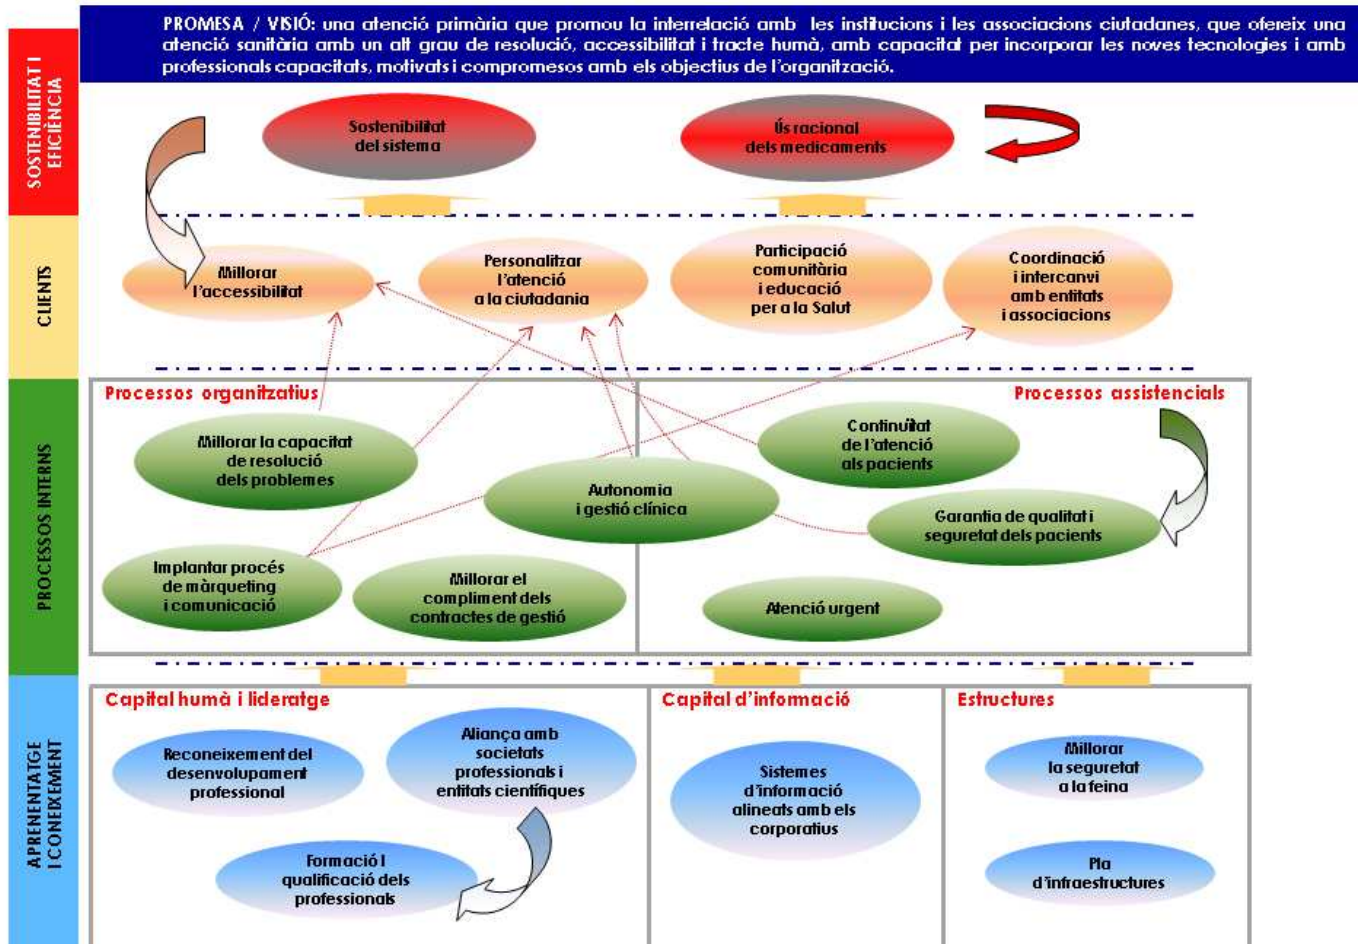 PROMESA / VISIÓ: una atenció primària que promou la interrelació amb les institucions i les associacions ciutadanes, que ofereix una
atenció sanitària amb un alt grau de resolució, accessibilitat i tracte humà, amb capacitat per incorporar les noves tecnologies i amb
professionals capacitats, motivats i compromesos amb els objectius de l'organització.
SOSTENIBILITAT I
EFICIÈNCIA
Sostenibilitat
del sistema
Ús racional
dels medicaments
CLIENTS
Millorar
l'accessibilitat
Personalitzar
l'atenció
a la ciutadania
Participació
comunitària
i educació
per a la Salut
Coordinació
i intercanvi
amb entitats
i associacions
PROCESSOS INTERNS
Processos organitzatius
Processos assistencials
Millorar la capacitat
de resolució
dels problemes
Continuïtat
de l'atenció
als pacients
Autonomia
i gestió clínica
Garantia de qualitat i
seguretat dels pacients
Implantar procés
de màrqueting
i comunicació
Millorar el
compliment dels
contractes de gestió
Atenció urgent
APRENENTATGE
I CONEIXEMENT
Capital humà i lideratge
Capital d'informació
Estructures
Reconeixement del
desenvolupament
professional
Aliança amb
societats
professionals i
entitats científiques
Formació I
qualificació dels
professionals
Sistemes
d'informació
alineats amb els
corporatius
Millorar
la seguretat
a la feina
Pla
d'infraestructures